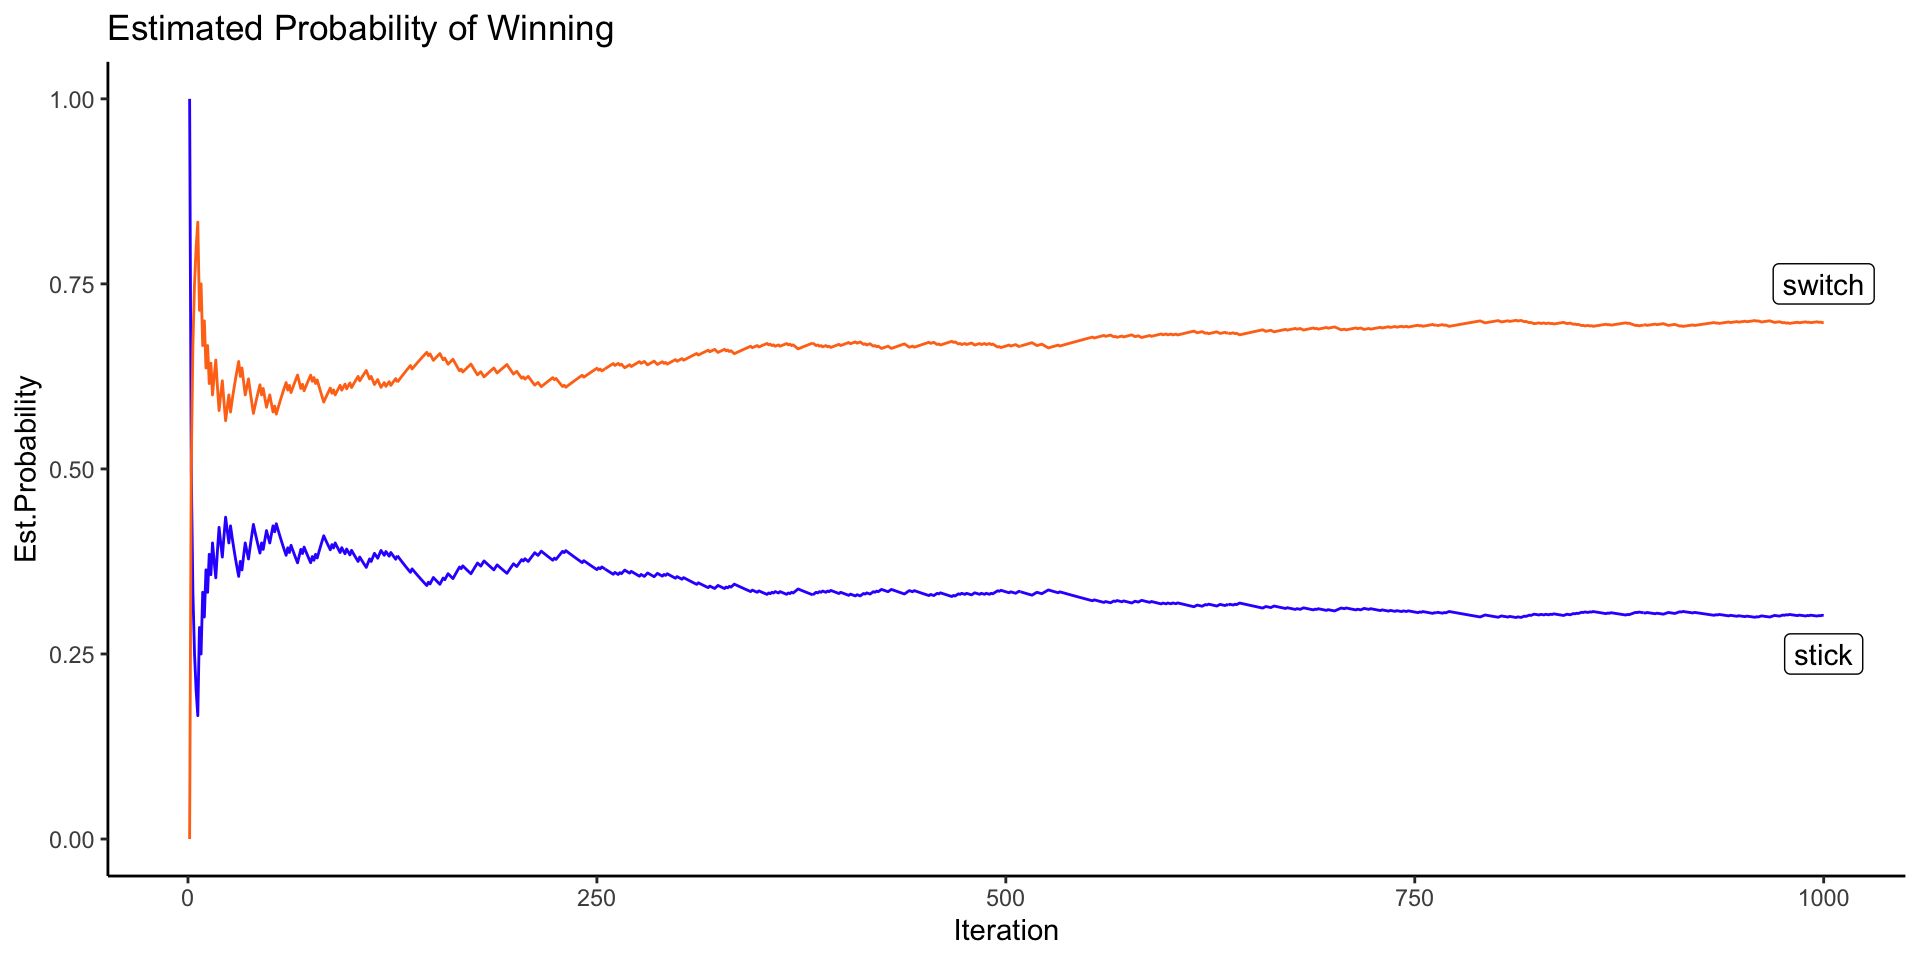 Estimated Probability of Winning
1.00
0.75
0.50
0.25
0.00
Est.Probability
switch
stick
0 250 500 750 1000
Iteration